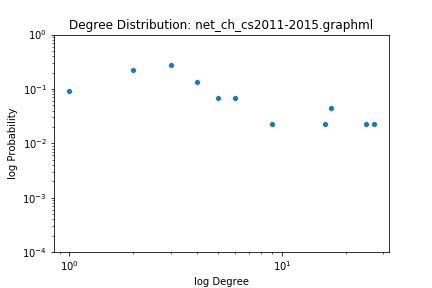 Degree Distribution: net_ch_cs2011-2015.graphml
10⁰
10⁻¹
10⁻²
10⁻³
10⁻⁴
log Probability
10⁰ 10¹
log Degree